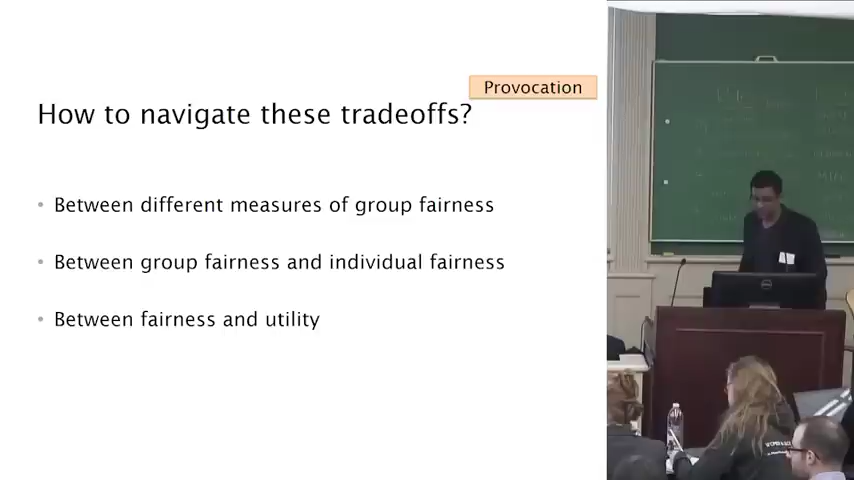 Provocation
How to navigate these tradeoffs?
• Between different measures of group fairness
• Between group fairness and individual fairness
• Between fairness and utility